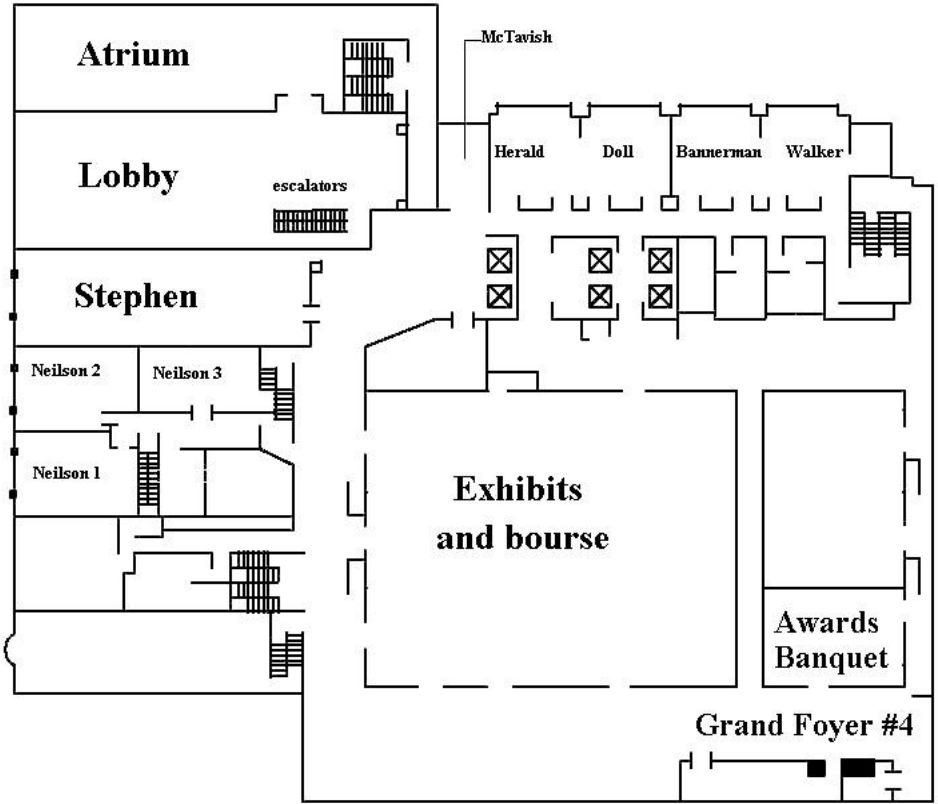 McTavish
Atrium
Herald
Doll
Bannerman
Walker
Lobby
escalators
Stephen
Neilson 2
Neilson 3
Neilson 1
Exhibits
and bourse
Awards
Banquet
Grand Foyer #4